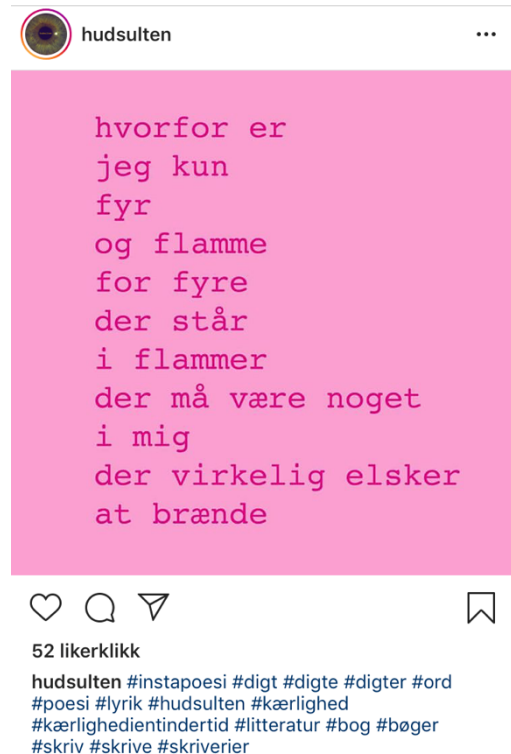 hudsulten
hvorfor er
jeg kun
fyr
og flamme
for fyre
der står
i flammer
der må være noget
i mig
der virkelig elsker
at brænde
52 likerklikk
hudsulten #instapoesi #digt #digte #digter #ord
#poesi #lyrik #hudsulten #kærlighed
#kærlighedientindertid #litteratur #bog #bøger
#skriv #skrive #skriverier